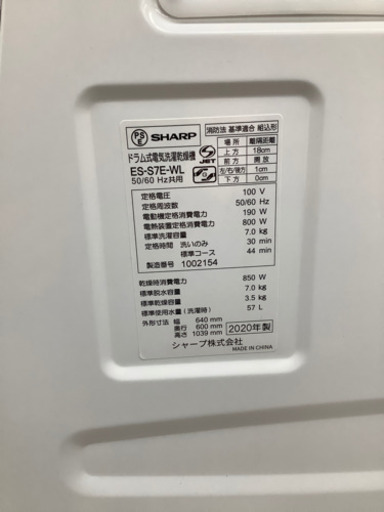 PS E SHARP
ドラム式電気洗濯乾燥機
ES-S7E-WL
50/60 Hz共用
JET
消防法 基準適合 組込形
場所 離隔距離
上方 18cm
前方 開放
左右/後方 1cm
下方 0cm
定格電圧 100 V
定格周波数 50/60 Hz
電動機定格消費電力 190 W
電熱装置定格消費電力 800 W
標準洗濯容量 7.0 kg
定格時間 洗いのみ 30 min
標準コース 44 min
製造番号 1002154
乾燥時消費電力 850 W
標準脱水容量 7.0 kg
標準乾燥容量 3.5 kg
標準使用水量(洗濯時) 57 L
外形寸法 幅 640 mm
奥行 600 mm
高さ 1039 mm
2020年製
シャープ株式会社
MADE IN CHINA